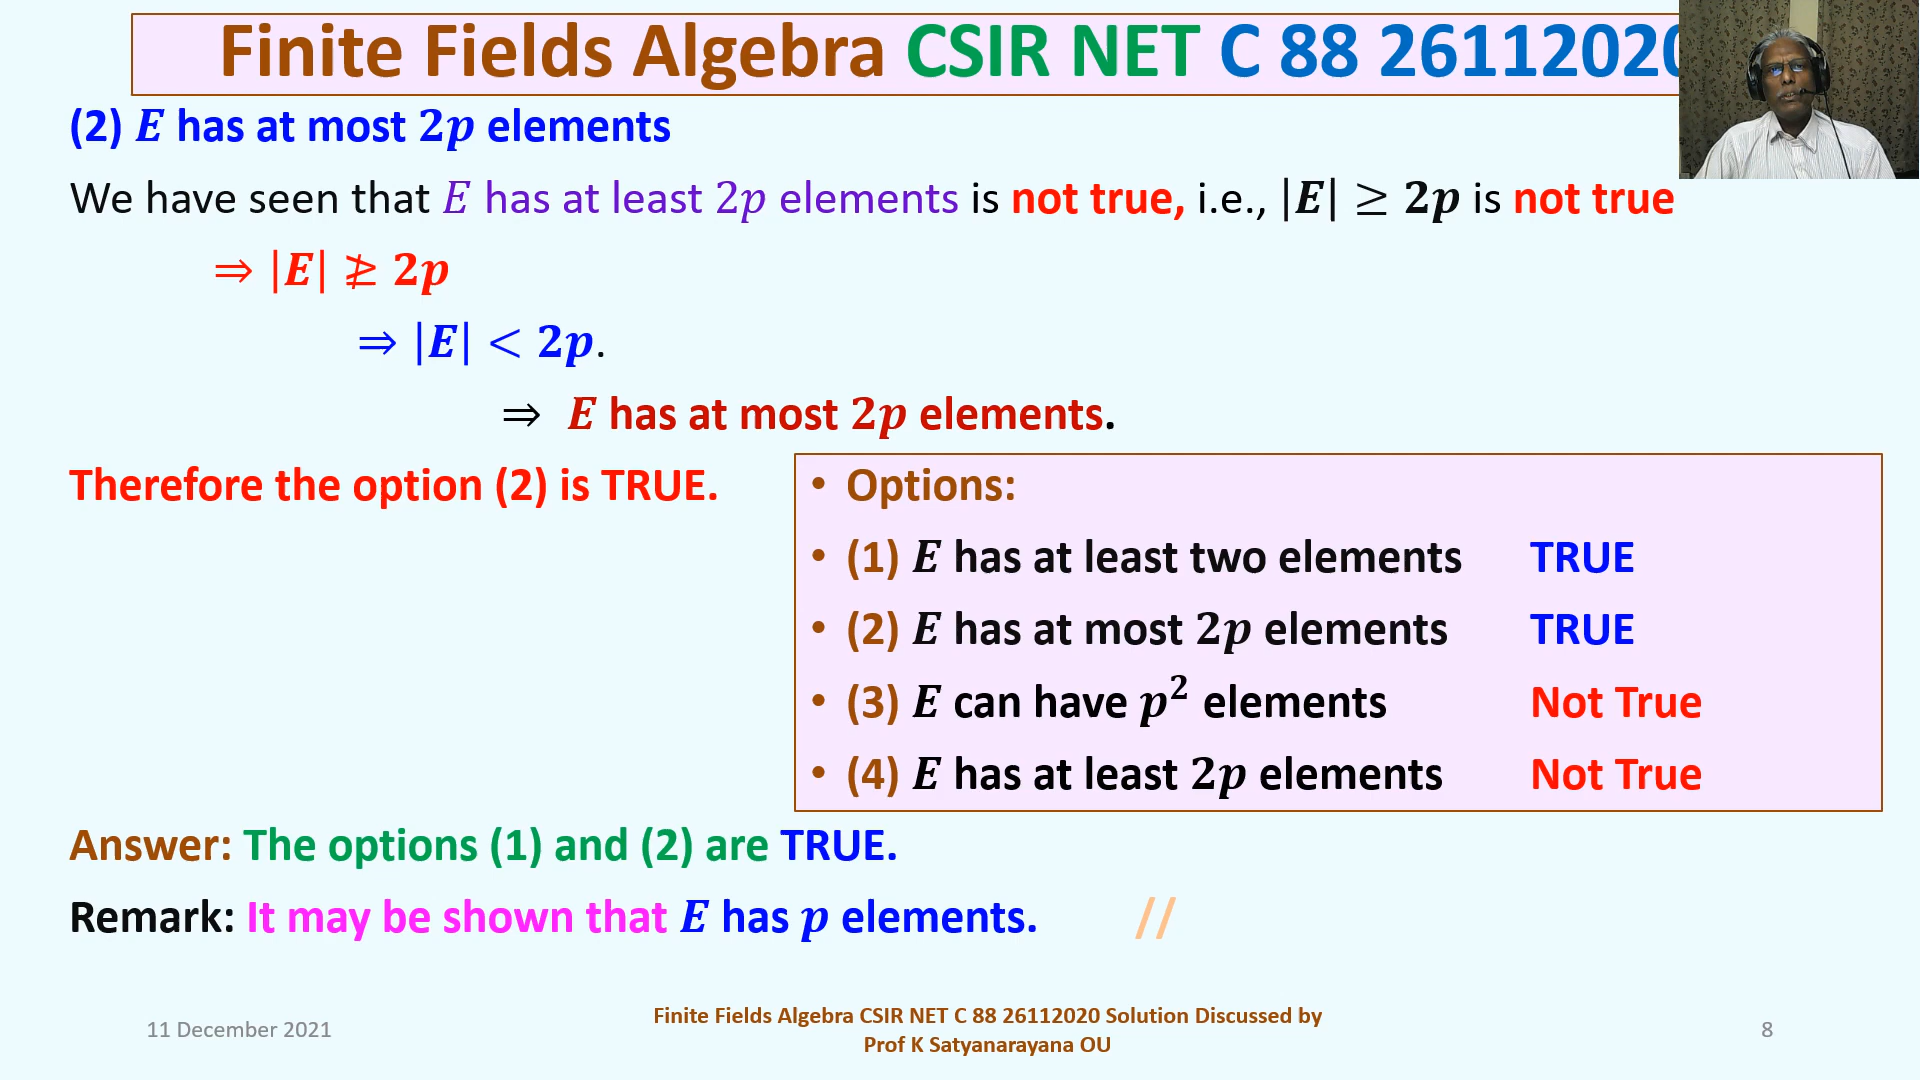 Finite Fields Algebra CSIR NET C 88 26112020
(2) E has at most 2p elements
We have seen that E has at least 2p elements is not true, i.e., |E| ≥ 2p is not true
⇒ |E| ≱ 2p
⇒ |E| < 2p.
⇒ E has at most 2p elements.
Therefore the option (2) is TRUE.
• Options:
• (1) E has at least two elements TRUE
• (2) E has at most 2p elements TRUE
• (3) E can have p² elements Not True
• (4) E has at least 2p elements Not True
Answer: The options (1) and (2) are TRUE.
Remark: It may be shown that E has p elements. //
11 December 2021
Finite Fields Algebra CSIR NET C 88 26112020 Solution Discussed by
Prof K Satyanarayana OU
8